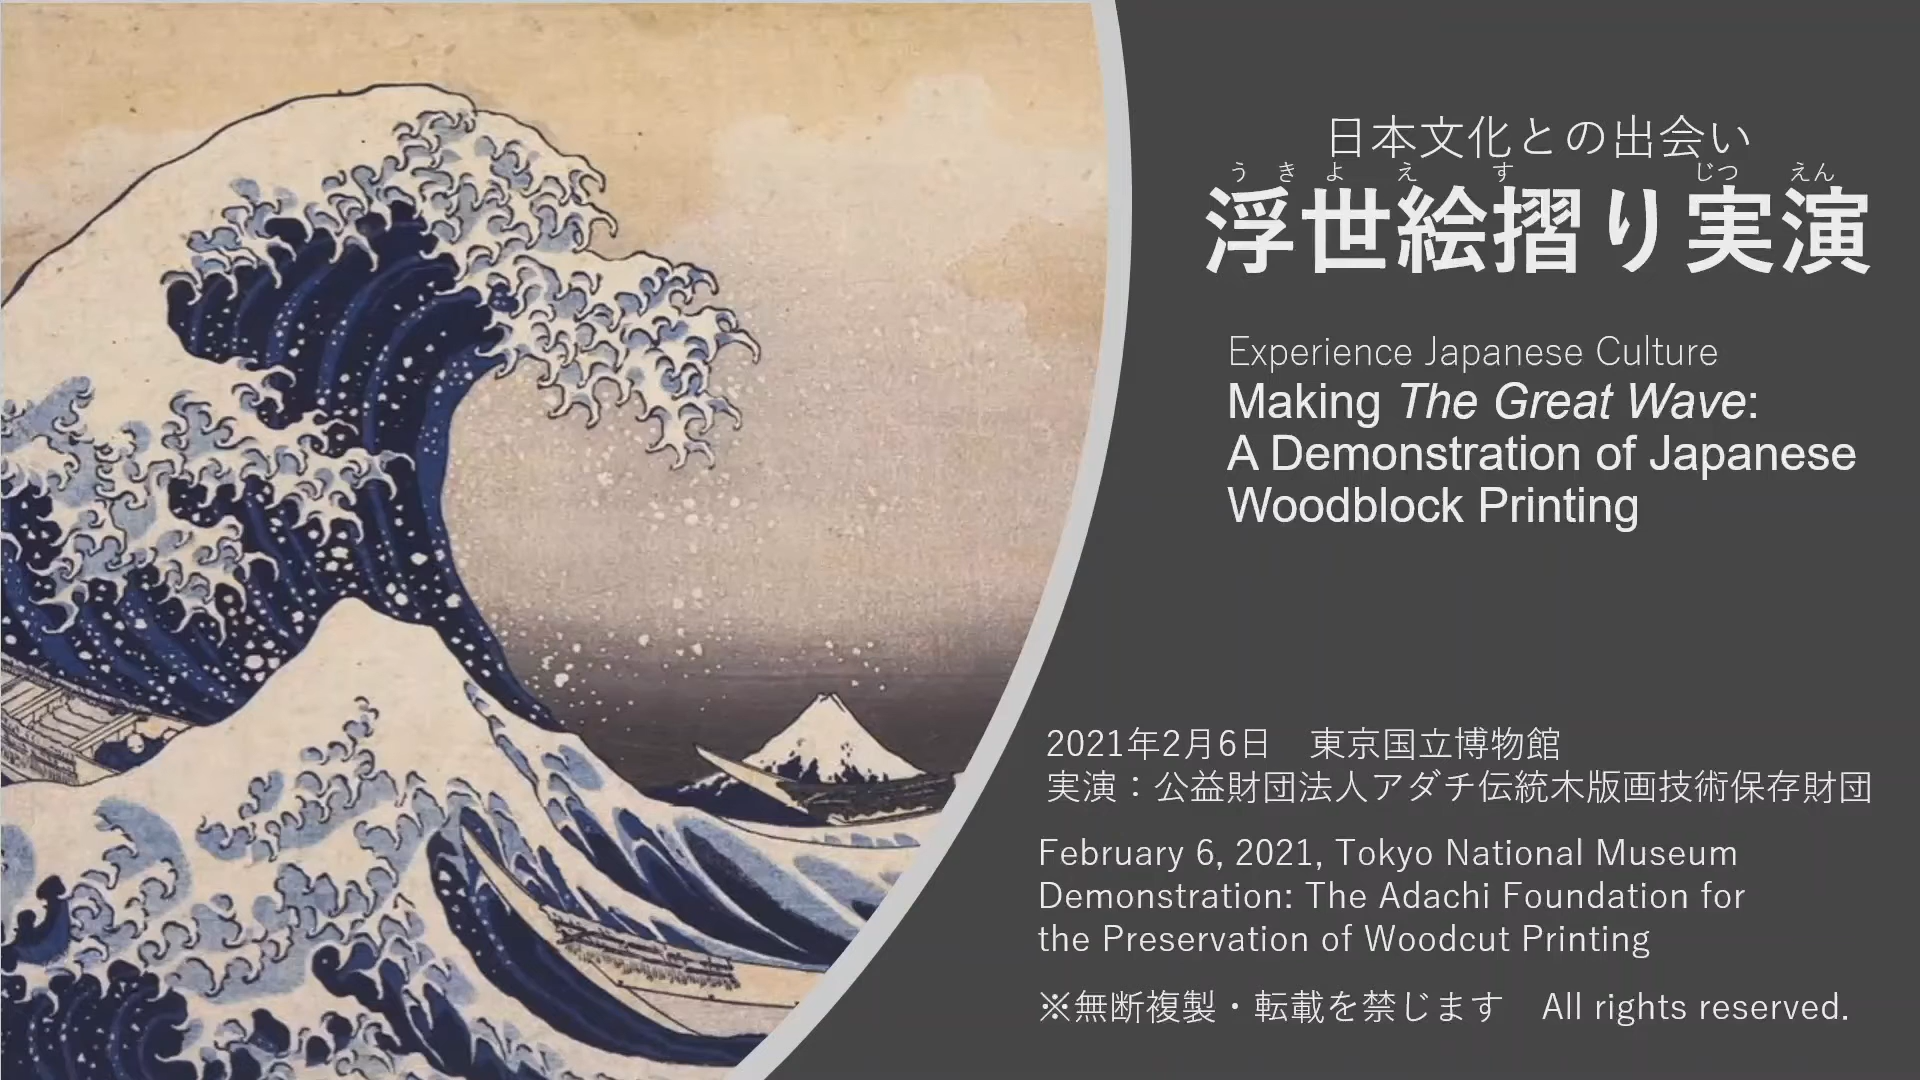 日本文化との出会い
うきよえ す じつ えん
浮世絵摺り実演
Experience Japanese Culture
Making The Great Wave:
A Demonstration of Japanese
Woodblock Printing
2021年2月6日　東京国立博物館
実演：公益財団法人アダチ伝統木版画技術保存財団
February 6, 2021, Tokyo National Museum
Demonstration: The Adachi Foundation for
the Preservation of Woodcut Printing
※無断複製・転載を禁じます　All rights reserved.